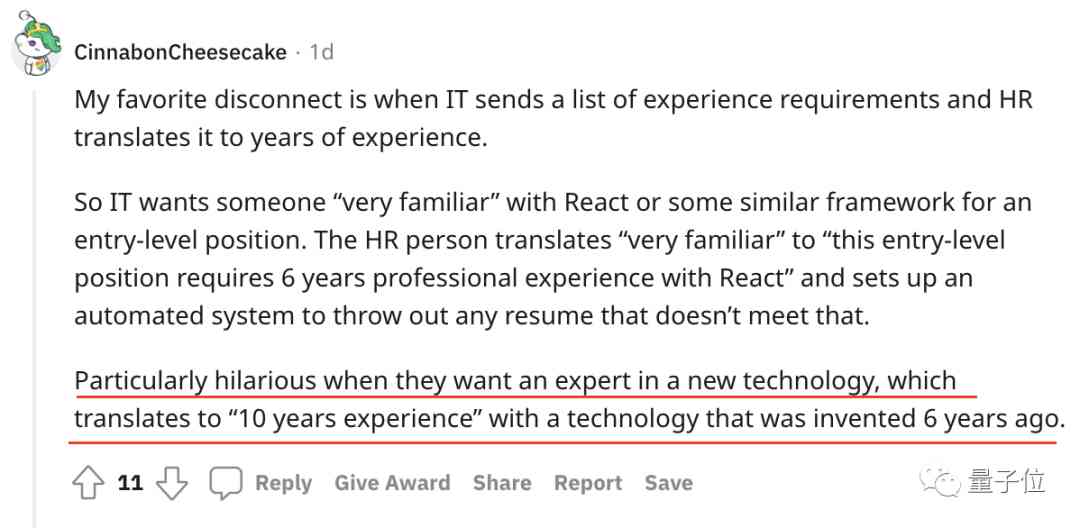 CinnabonCheesecake · 1d
My favorite disconnect is when IT sends a list of experience requirements and HR
translates it to years of experience.
So IT wants someone “very familiar” with React or some similar framework for an
entry-level position. The HR person translates “very familiar” to “this entry-level
position requires 6 years professional experience with React” and sets up an
automated system to throw out any resume that doesn’t meet that.
Particularly hilarious when they want an expert in a new technology, which
translates to “10 years experience” with a technology that was invented 6 years ago.
11 Reply Give Award Share Report Save
量子位